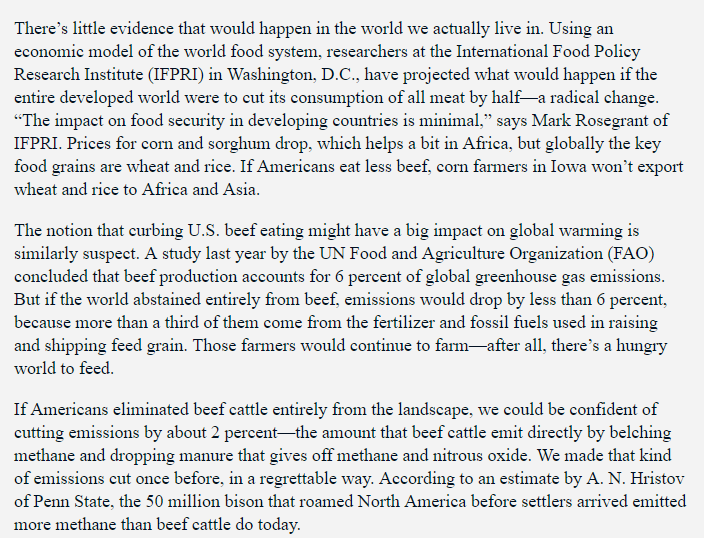 There’s little evidence that would happen in the world we actually live in. Using an
economic model of the world food system, researchers at the International Food Policy
Research Institute (IFPRI) in Washington, D.C., have projected what would happen if the
entire developed world were to cut its consumption of all meat by half—a radical change.
“The impact on food security in developing countries is minimal,” says Mark Rosegrant of
IFPRI. Prices for corn and sorghum drop, which helps a bit in Africa, but globally the key
food grains are wheat and rice. If Americans eat less beef, corn farmers in Iowa won’t export
wheat and rice to Africa and Asia.
The notion that curbing U.S. beef eating might have a big impact on global warming is
similarly suspect. A study last year by the UN Food and Agriculture Organization (FAO)
concluded that beef production accounts for 6 percent of global greenhouse gas emissions.
But if the world abstained entirely from beef, emissions would drop by less than 6 percent,
because more than a third of them come from the fertilizer and fossil fuels used in raising
and shipping feed grain. Those farmers would continue to farm—after all, there’s a hungry
world to feed.
If Americans eliminated beef cattle entirely from the landscape, we could be confident of
cutting emissions by about 2 percent—the amount that beef cattle emit directly by belching
methane and dropping manure that gives off methane and nitrous oxide. We made that kind
of emissions cut once before, in a regrettable way. According to an estimate by A. N. Hristov
of Penn State, the 50 million bison that roamed North America before settlers arrived emitted
more methane than beef cattle do today.